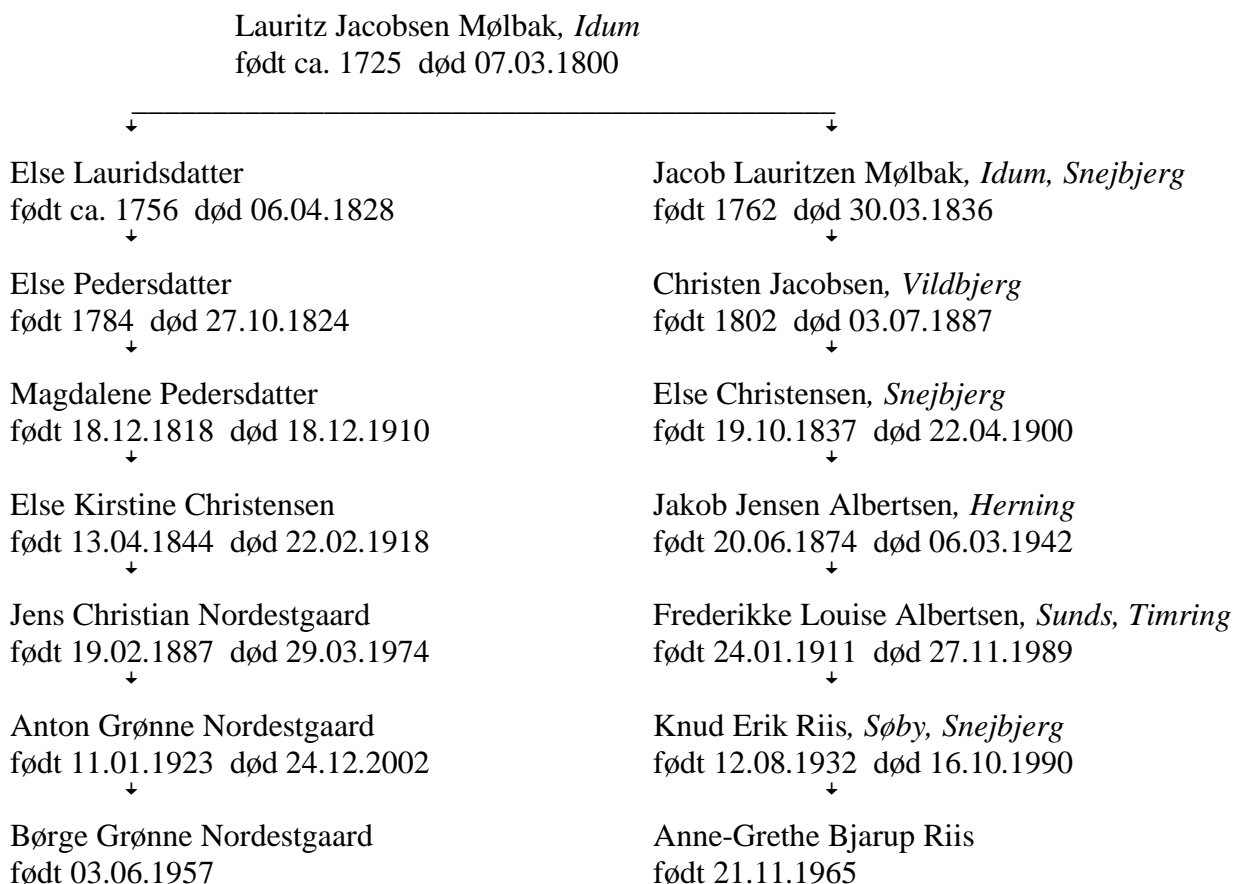 Lauritz Jacobsen Mølbak, Idum
født ca. 1725 død 07.03.1800
Else Lauridsdatter
født ca. 1756 død 06.04.1828
Jacob Lauritzen Mølbak, Idum, Snejbjerg
født 1762 død 30.03.1836
Else Pedersdatter
født 1784 død 27.10.1824
Christen Jacobsen, Vildbjerg
født 1802 død 03.07.1887
Magdalene Pedersdatter
født 18.12.1818 død 18.12.1910
Else Christensen, Snejbjerg
født 19.10.1837 død 22.04.1900
Else Kirstine Christensen
født 13.04.1844 død 22.02.1918
Jakob Jensen Albertsen, Herning
født 20.06.1874 død 06.03.1942
Jens Christian Nordestgaard
født 19.02.1887 død 29.03.1974
Frederikke Louise Albertsen, Sunds, Timring
født 24.01.1911 død 27.11.1989
Anton Grønne Nordestgaard
født 11.01.1923 død 24.12.2002
Knud Erik Riis, Søby, Snejbjerg
født 12.08.1932 død 16.10.1990
Børge Grønne Nordestgaard
født 03.06.1957
Anne-Grethe Bjarup Riis
født 21.11.1965